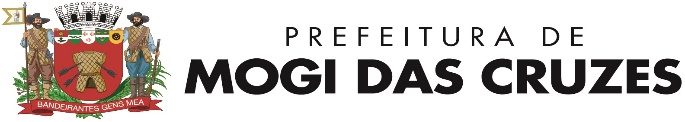 PREFEITURA DE
MOGI DAS CRUZES
BANDEIRANTES GENS MEA